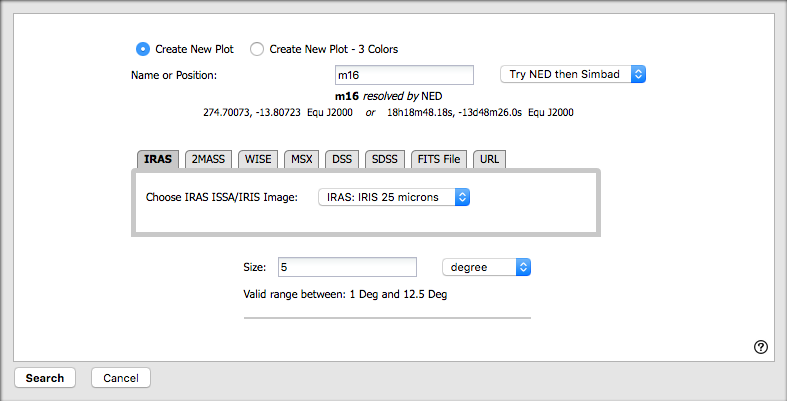 Create New Plot Create New Plot - 3 Colors
Name or Position: m16 Try NED then Simbad
m16 resolved by NED
274.70073, -13.80723 Equ J2000 or 18h18m48.18s, -13d48m26.0s Equ J2000
IRAS 2MASS WISE MSX DSS SDSS FITS File URL
Choose IRAS ISSA/IRIS Image: IRAS: IRIS 25 microns
Size: 5 degree
Valid range between: 1 Deg and 12.5 Deg
?
Search Cancel